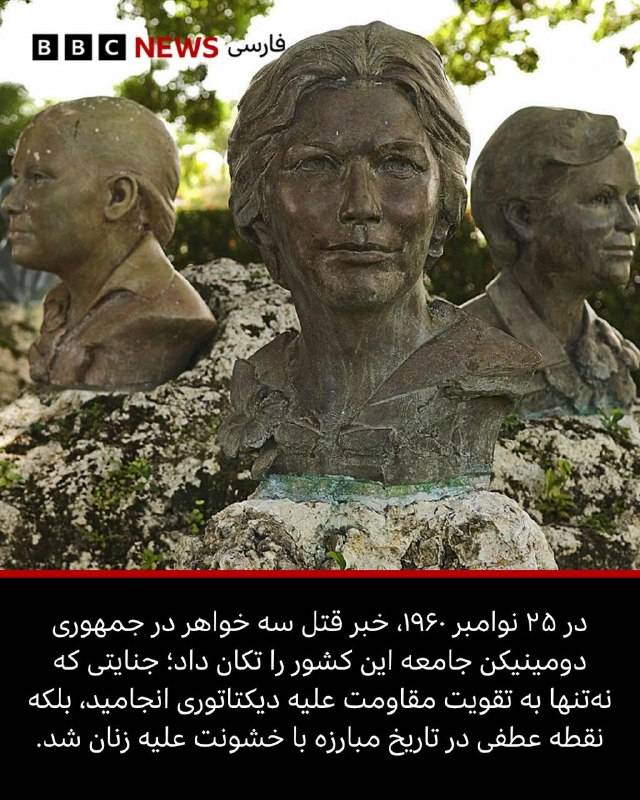 BBC NEWS فارسی
در ۲۵ نوامبر ۱۹۶۰، خبر قتل سه خواهر در جمهوری
دومینیکن جامعه این کشور را تکان داد؛ جنایتی که
نه‌تنها به تقویت مقاومت علیه دیکتاتوری انجامید، بلکه
نقطه عطفی در تاریخ مبارزه با خشونت علیه زنان شد.